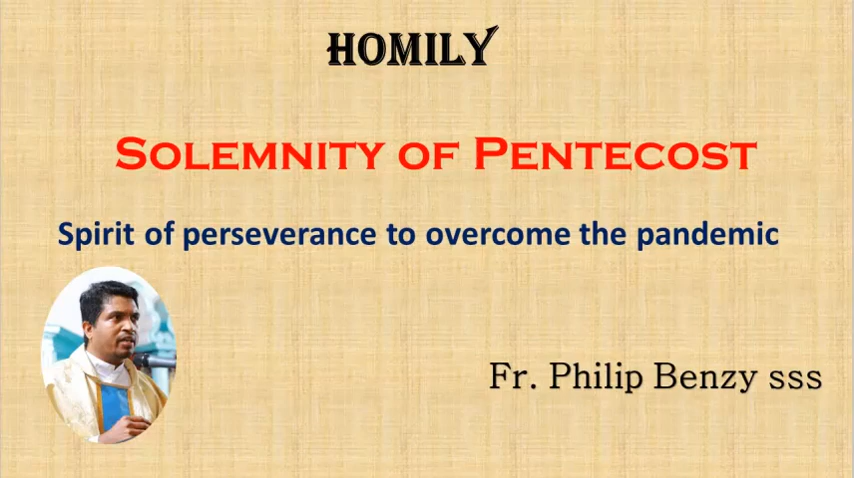 HOMILY
SOLEMNITY OF PENTECOST
Spirit of perseverance to overcome the pandemic
Fr. Philip Benzy sss